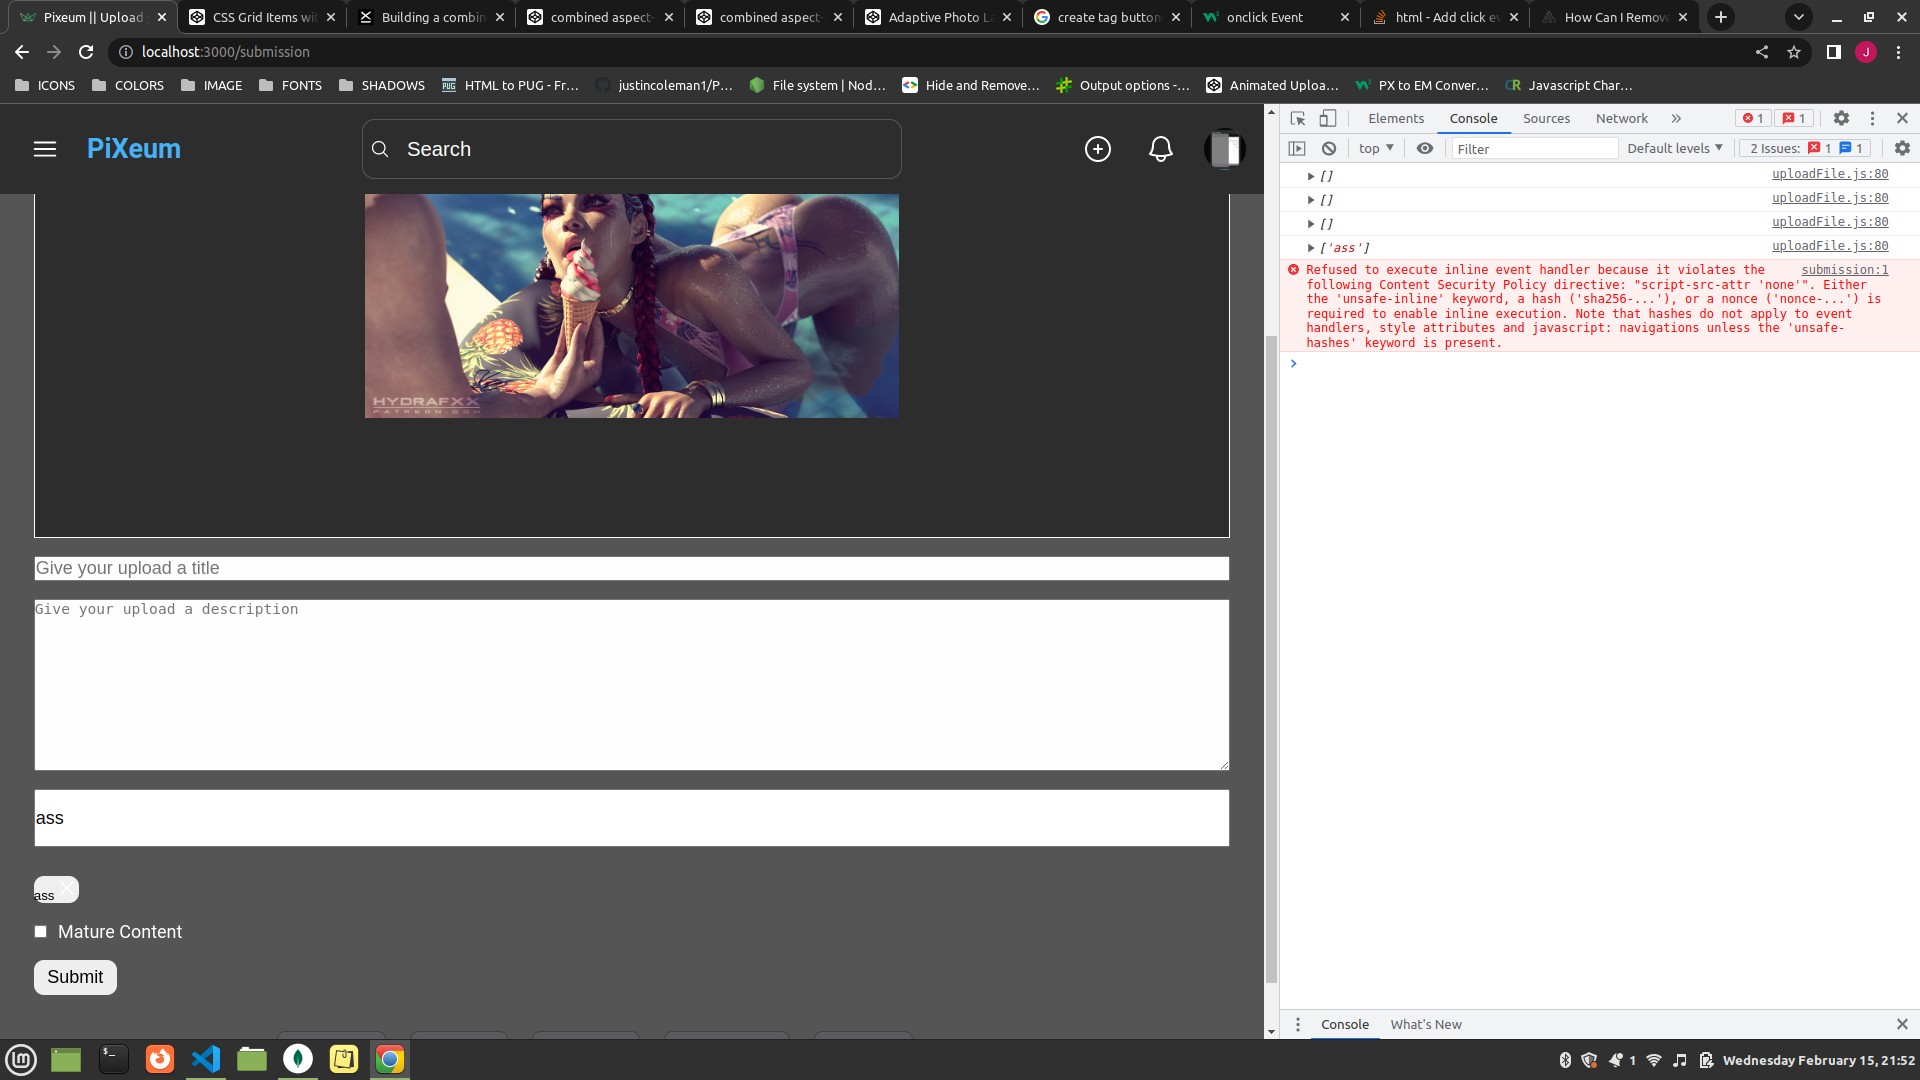 Pixeum || Upload
CSS Grid Items wi
Building a combin
combined aspect-
combined aspect-
Adaptive Photo L
create tag button
onclick Event
html - Add click e
How Can I Remov
localhost:3000/submission
J
ICONS
COLORS
IMAGE
FONTS
SHADOWS
HTML to PUG - Fr...
justincoleman1/P...
File system | Nod...
Hide and Remove...
Output options -...
Animated Uploa...
PX to EM Conver...
Javascript Char...
PiXeum
Search
HYDRAFXX
PATREON.COM
Give your upload a title
Give your upload a description
ass
ass
Mature Content
Submit
Elements
Console
Sources
Network
1
1
top
Filter
Default levels
2 Issues:
1
1
[]
uploadFile.js:80
[]
uploadFile.js:80
[]
uploadFile.js:80
['ass']
uploadFile.js:80
Refused to execute inline event handler because it violates the
submission:1
following Content Security Policy directive: "script-src-attr 'none'". Either
the 'unsafe-inline' keyword, a hash ('sha256-...'), or a nonce ('nonce-...') is
required to enable inline execution. Note that hashes do not apply to event
handlers, style attributes and javascript: navigations unless the 'unsafe-
hashes' keyword is present.
Console
What's New
1
Wednesday February 15, 21:52